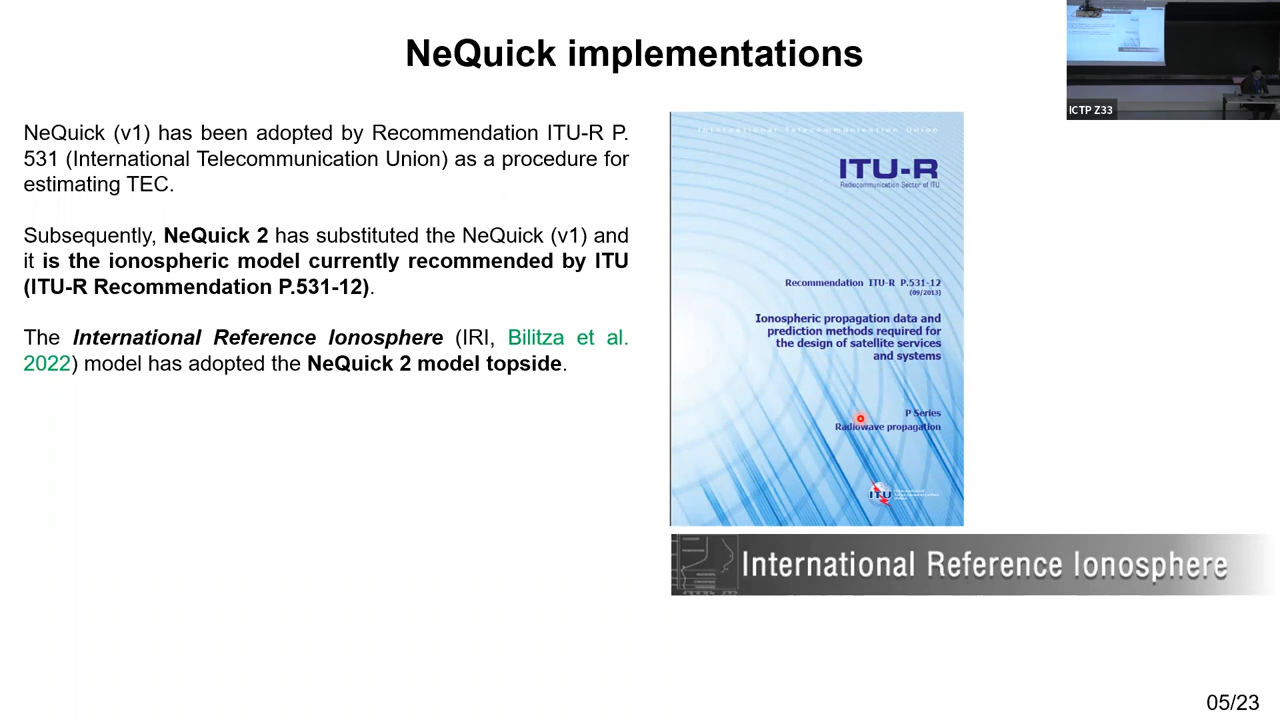 NeQuick implementations
ICTP Z33
NeQuick (v1) has been adopted by Recommendation ITU-R P.
531 (International Telecommunication Union) as a procedure for
estimating TEC.
Subsequently, NeQuick 2 has substituted the NeQuick (v1) and
it is the ionospheric model currently recommended by ITU
(ITU-R Recommendation P.531-12).
The International Reference Ionosphere (IRI, Bilitza et al.
2022) model has adopted the NeQuick 2 model topside.
International Telecommunication Union
ITU-R
Radiocommunication Sector of ITU
Recommendation ITU-R P.531-12
(09/2013)
Ionospheric propagation data and
prediction methods required for
the design of satellite services
and systems
P Series
Radiowave propagation
ITU
International Reference Ionosphere
05/23